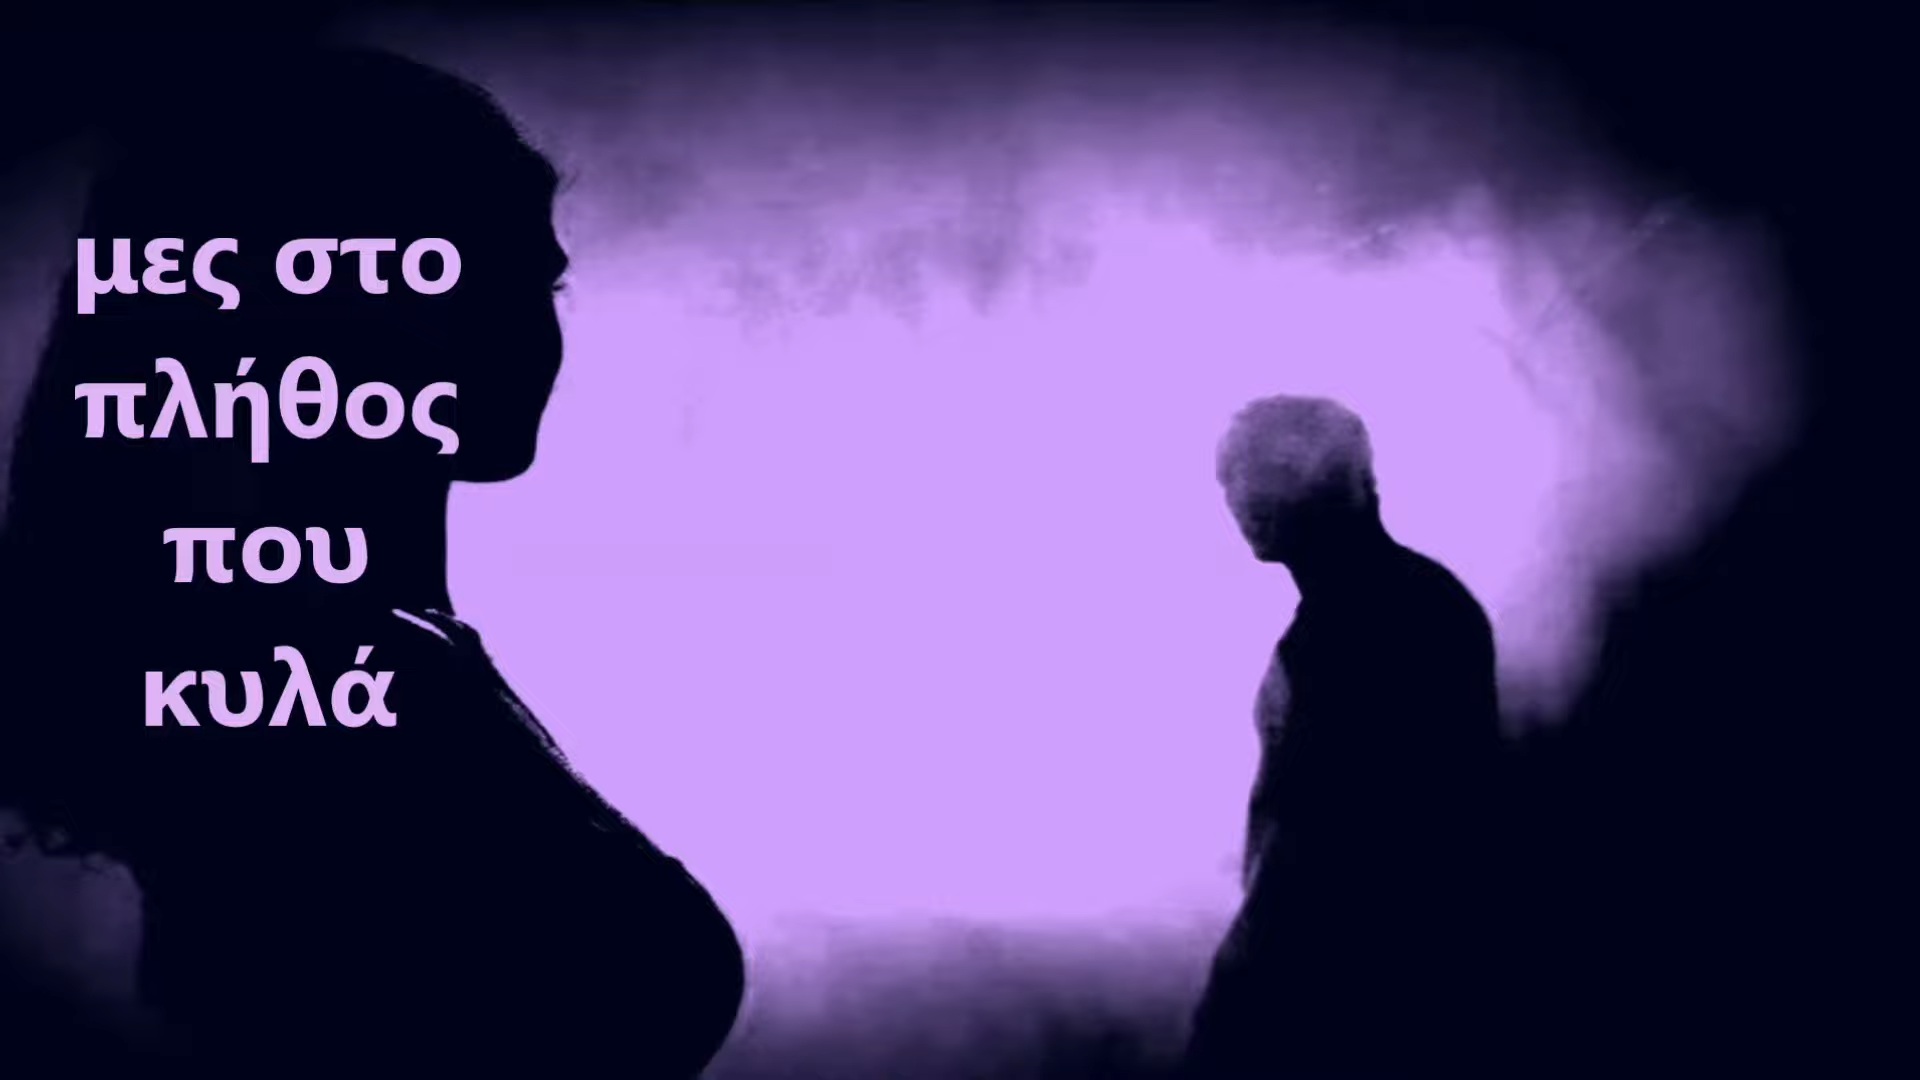 μες στο
πλήθος
που
κυλά